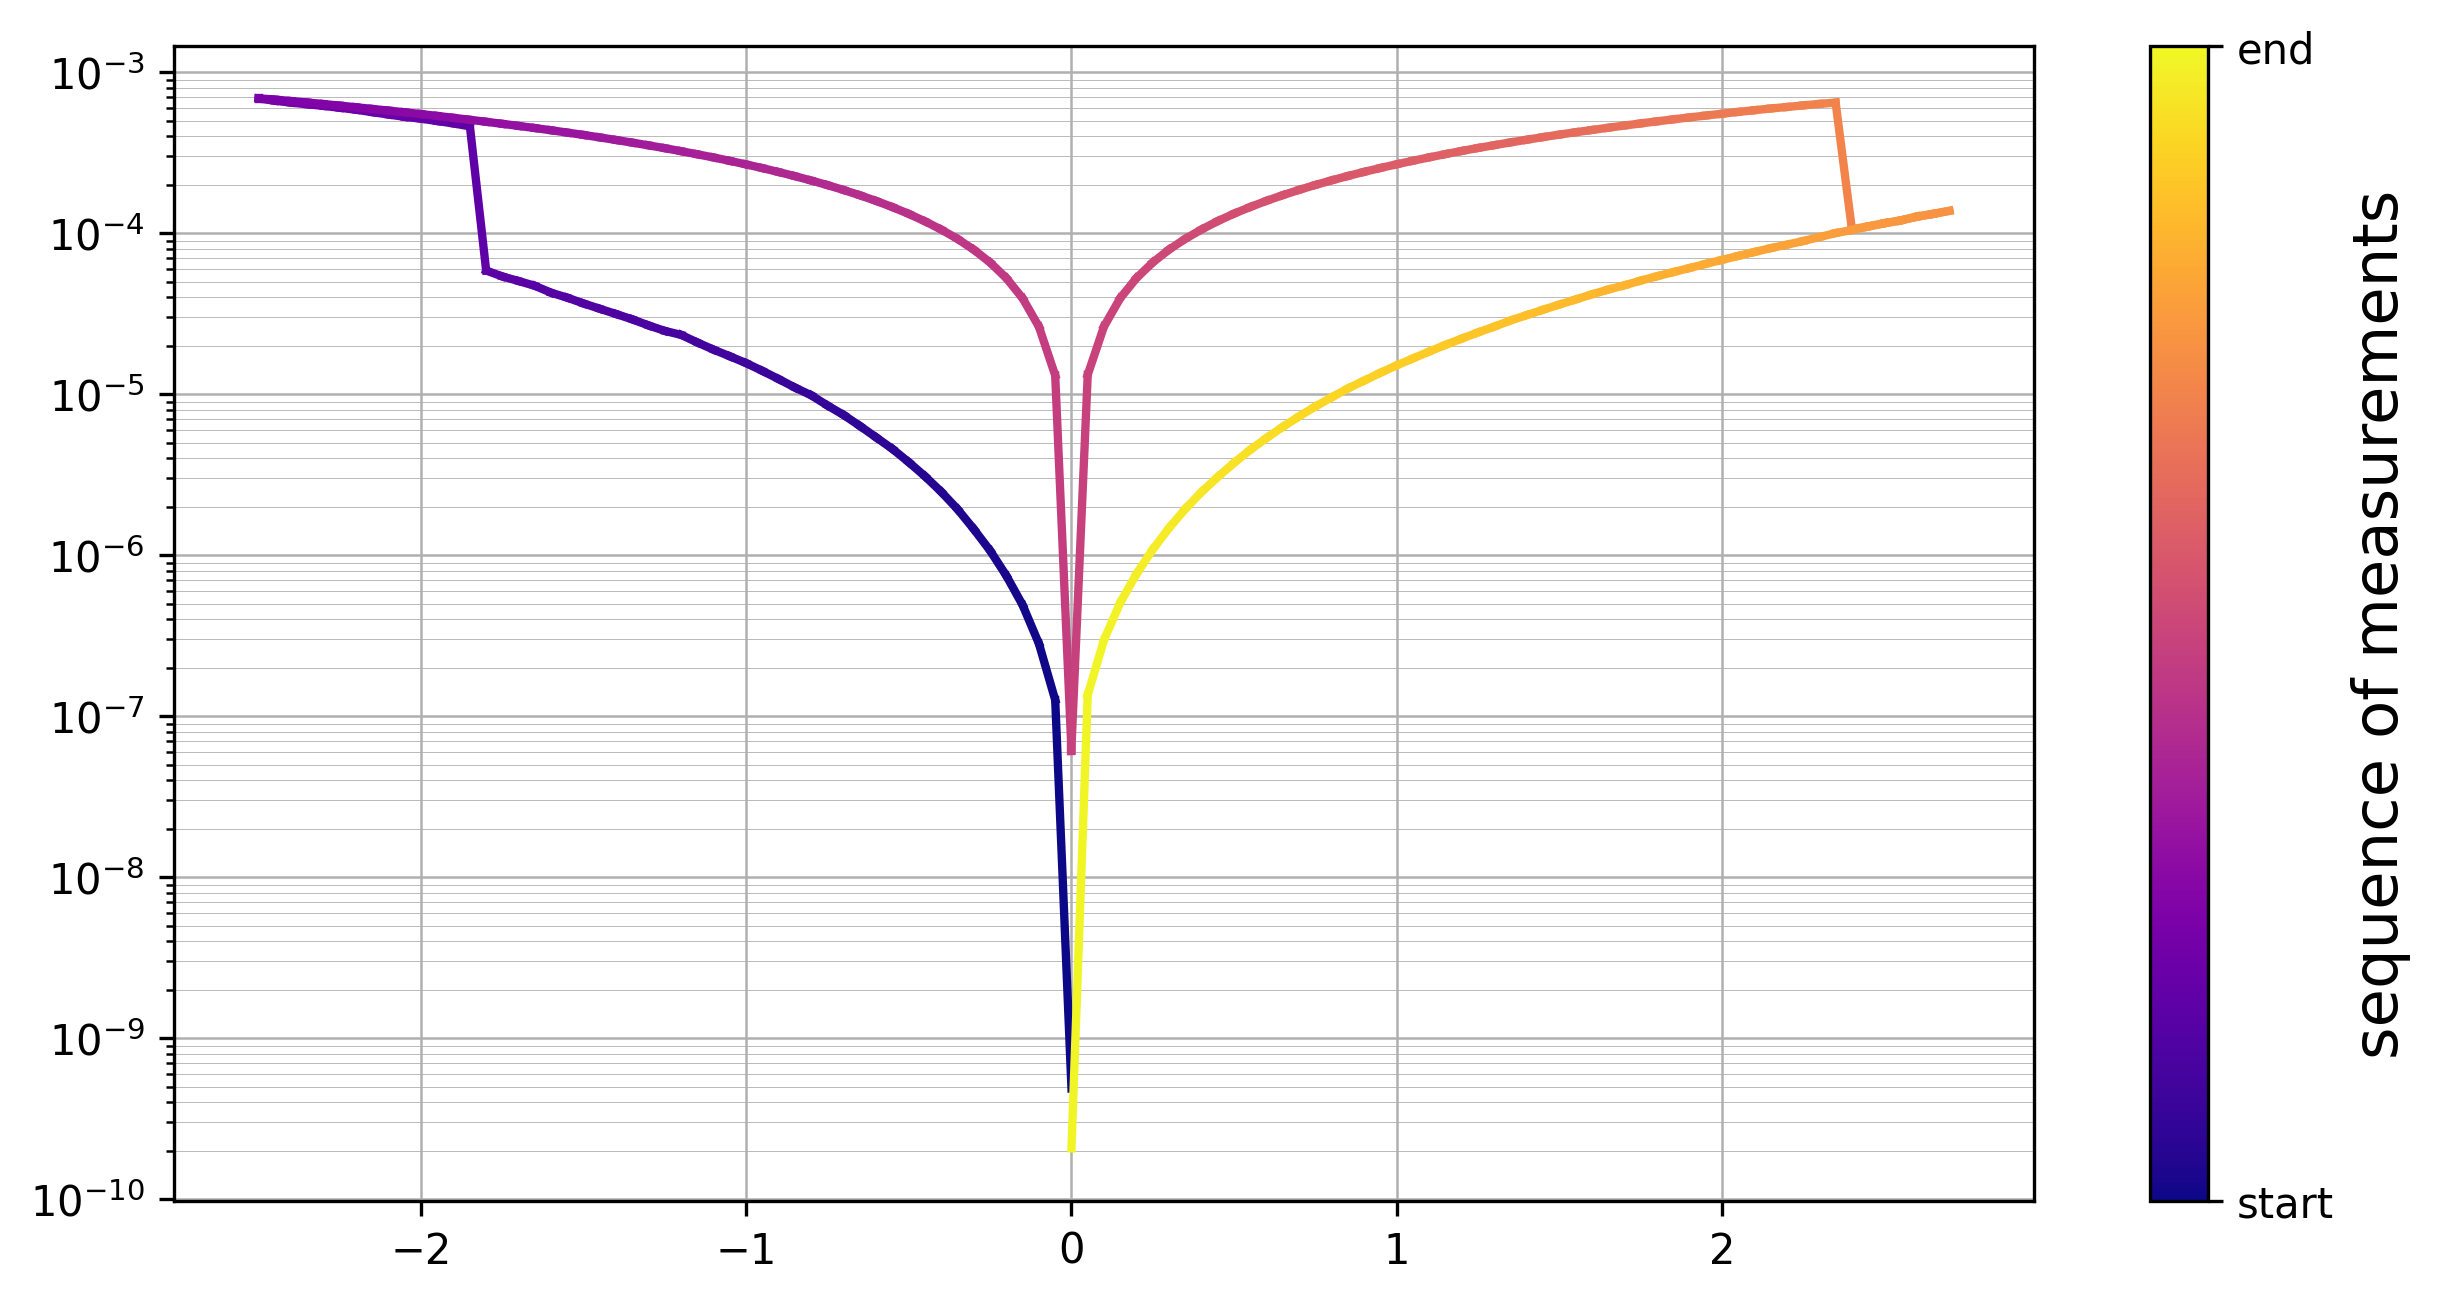 10⁻³
10⁻⁴
10⁻⁵
10⁻⁶
10⁻⁷
10⁻⁸
10⁻⁹
10⁻¹⁰
−2 −1 0 1 2
end
start
sequence of measurements